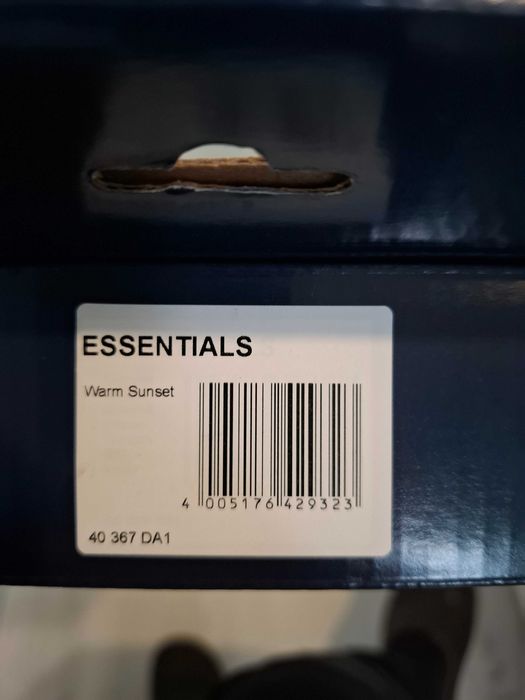 ESSENTIALS
Warm Sunset
4 005176 429323
40 367 DA1